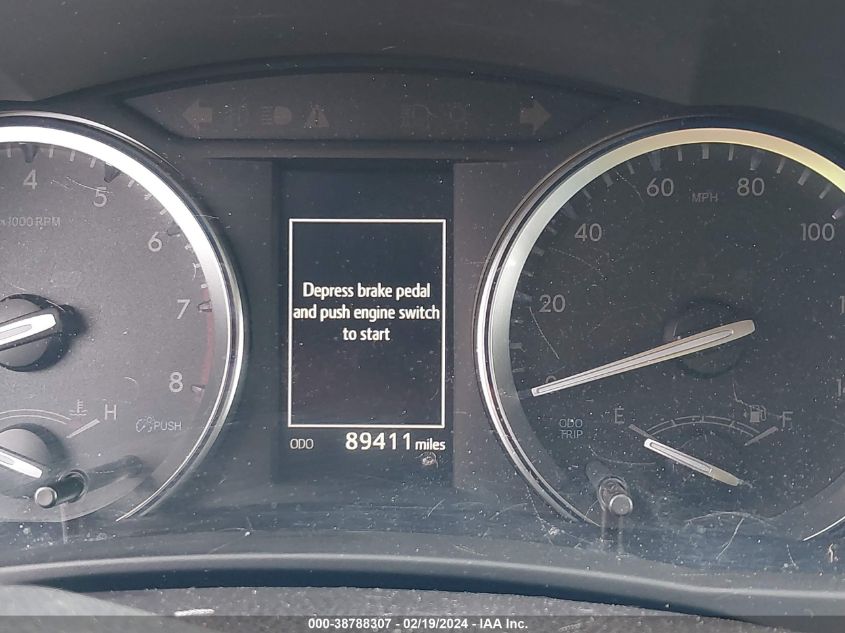 4
5
6
7
8
x1000 RPM
H
PUSH
Depress brake pedal
and push engine switch
to start
ODO 89411 miles
0
20
40
60
80
100
MPH
ODO
TRIP
E
F
000-38788307 - 02/19/2024 - IAA Inc.